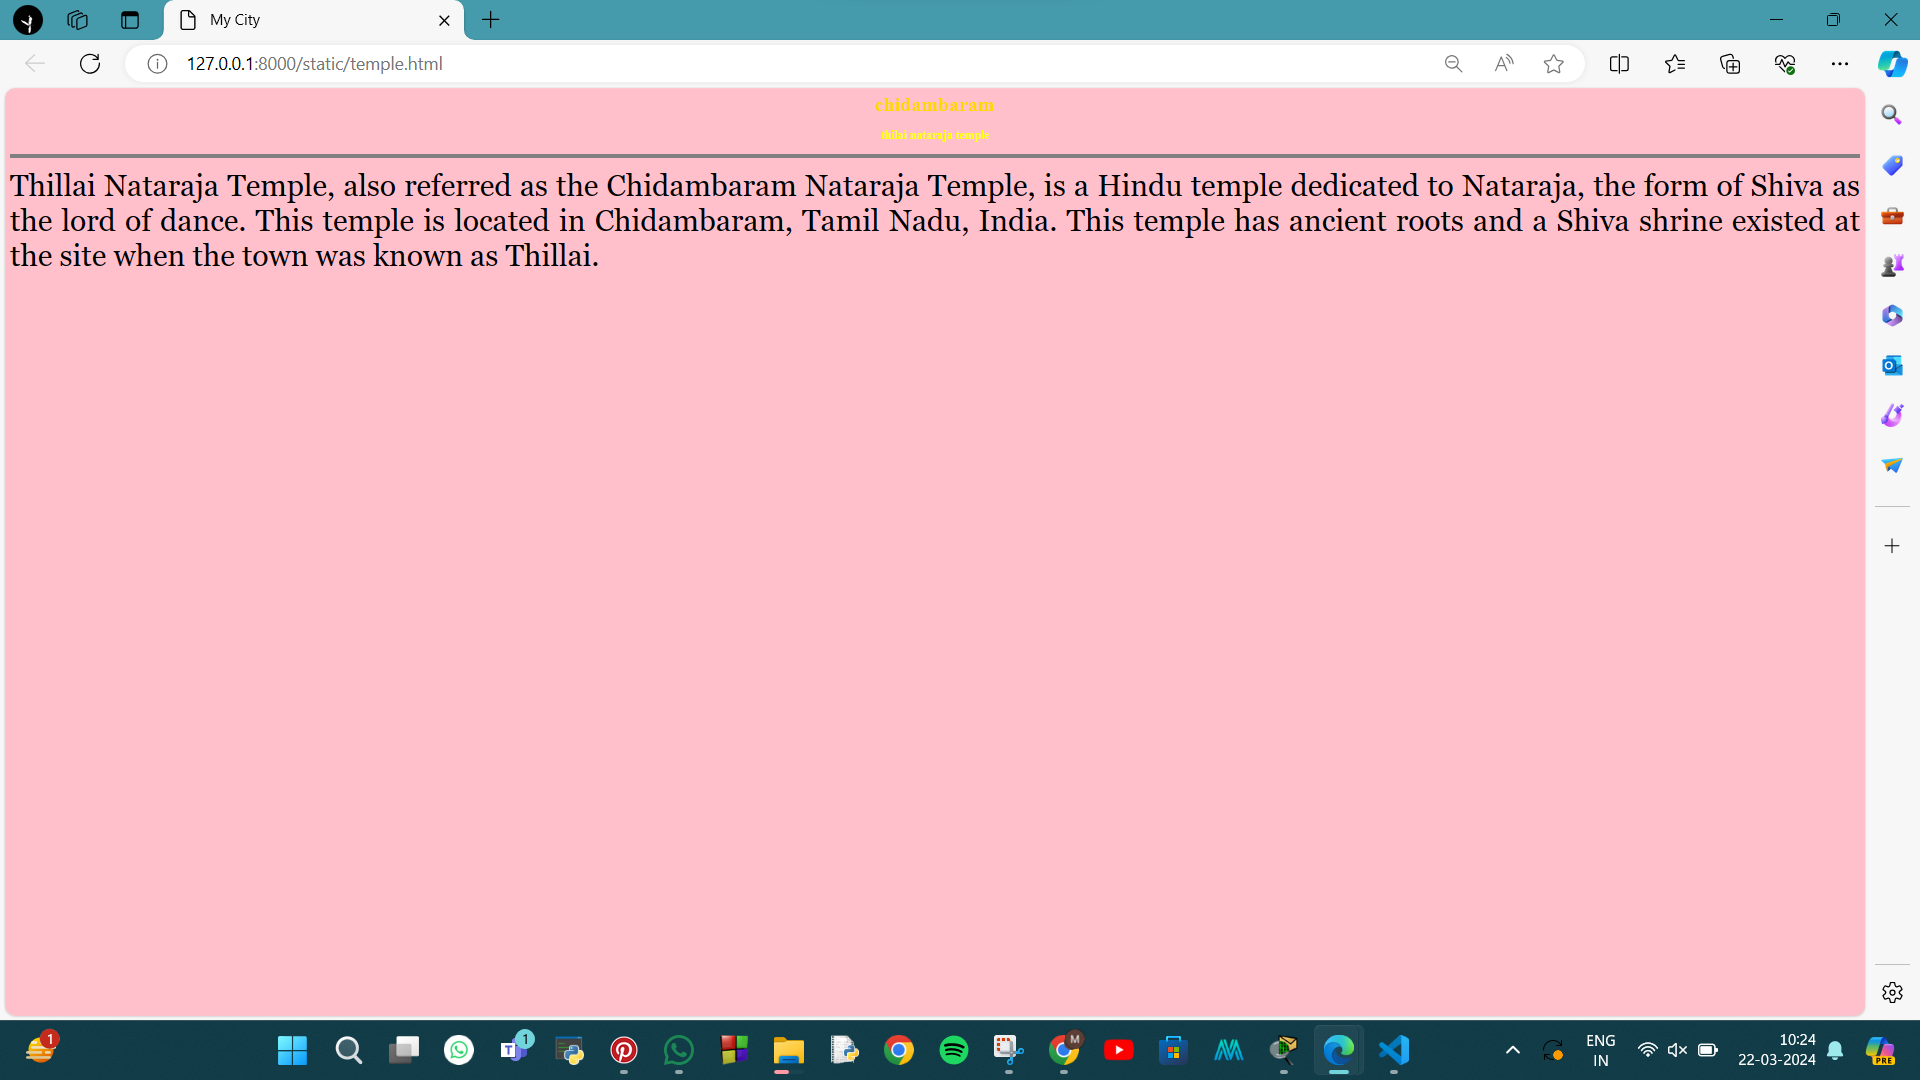 My City
127.0.0.1:8000/static/temple.html
chidambaram
thillai nataraja temple
Thillai Nataraja Temple, also referred as the Chidambaram Nataraja Temple, is a Hindu temple dedicated to Nataraja, the form of Shiva as
the lord of dance. This temple is located in Chidambaram, Tamil Nadu, India. This temple has ancient roots and a Shiva shrine existed at
the site when the town was known as Thillai.
1
1
M
ENG
IN
10:24
22-03-2024
PRE